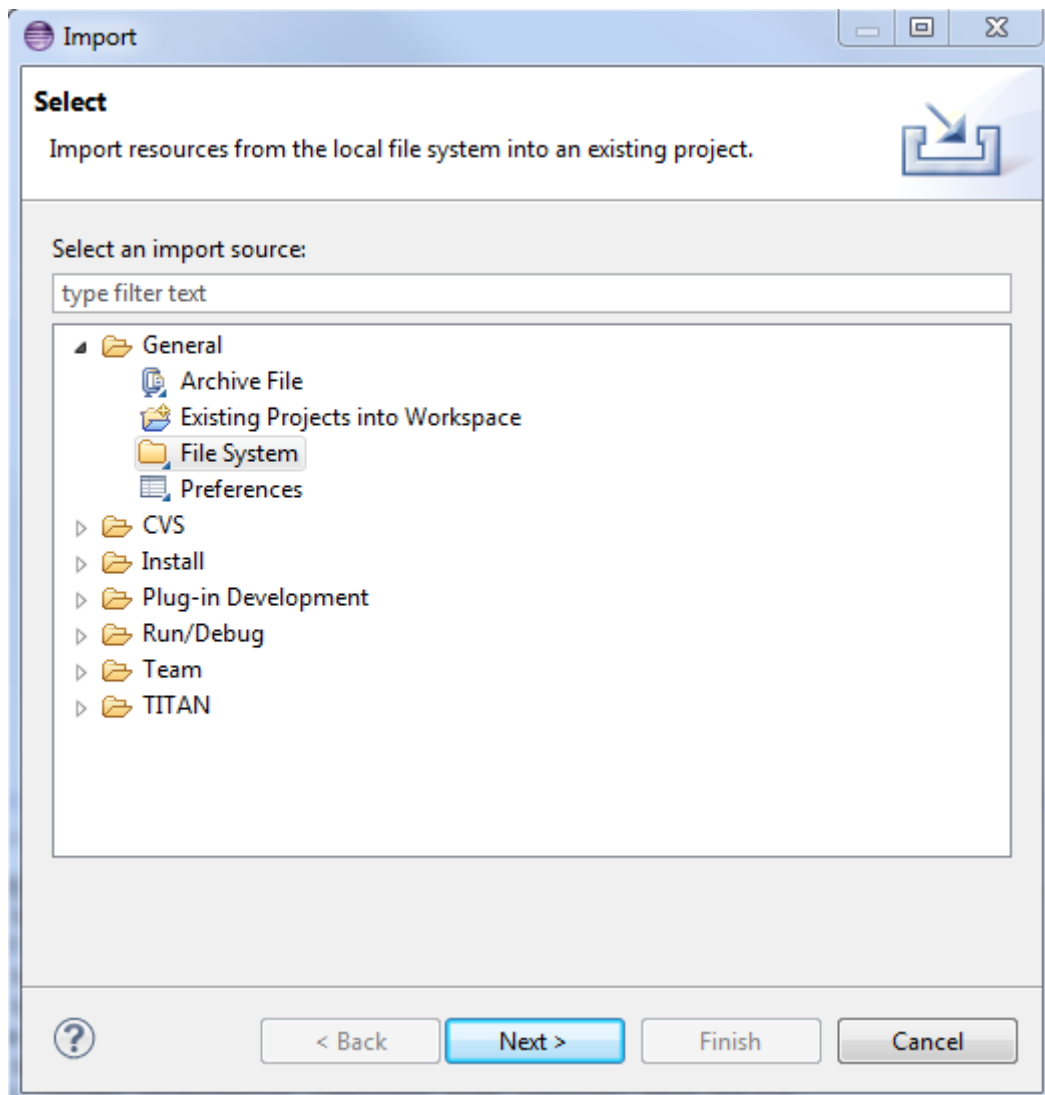 Import
Select
Import resources from the local file system into an existing project.
Select an import source:
type filter text
General
Archive File
Existing Projects into Workspace
File System
Preferences
CVS
Install
Plug-in Development
Run/Debug
Team
TITAN
? < Back Next > Finish Cancel